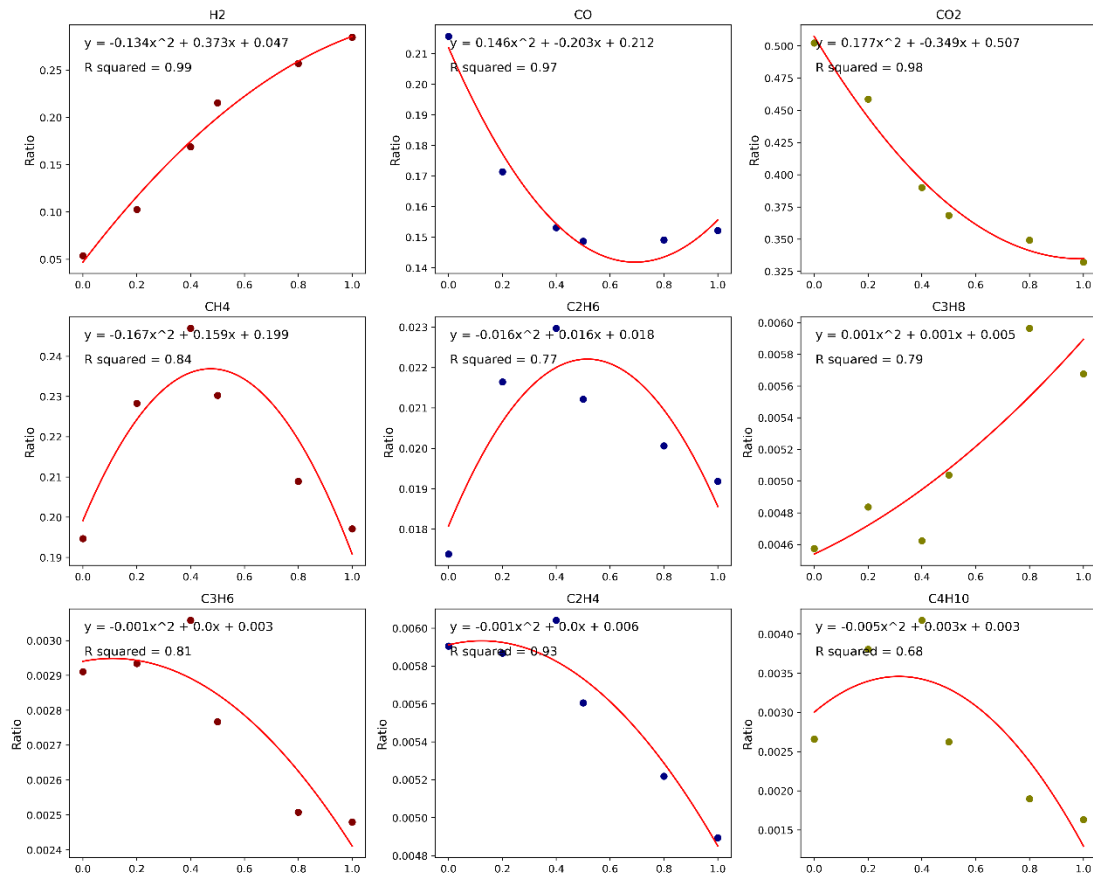 H2
y = -0.134x^2 + 0.373x + 0.047
R squared = 0.99
Ratio
0.25
0.20
0.15
0.10
0.05
0.0 0.2 0.4 0.6 0.8 1.0
CO
y = 0.146x^2 + -0.203x + 0.212
R squared = 0.97
Ratio
0.21
0.20
0.19
0.18
0.17
0.16
0.15
0.14
0.0 0.2 0.4 0.6 0.8 1.0
CO2
y = 0.177x^2 + -0.349x + 0.507
R squared = 0.98
Ratio
0.500
0.475
0.450
0.425
0.400
0.375
0.350
0.325
0.0 0.2 0.4 0.6 0.8 1.0
CH4
y = -0.167x^2 + 0.159x + 0.199
R squared = 0.84
Ratio
0.24
0.23
0.22
0.21
0.20
0.19
0.0 0.2 0.4 0.6 0.8 1.0
C2H6
y = -0.016x^2 + 0.016x + 0.018
R squared = 0.77
Ratio
0.023
0.022
0.021
0.020
0.019
0.018
0.0 0.2 0.4 0.6 0.8 1.0
C3H8
y = 0.001x^2 + 0.001x + 0.005
R squared = 0.79
Ratio
0.0060
0.0058
0.0056
0.0054
0.0052
0.0050
0.0048
0.0046
0.0 0.2 0.4 0.6 0.8 1.0
C3H6
y = -0.001x^2 + 0.0x + 0.003
R squared = 0.81
Ratio
0.0030
0.0029
0.0028
0.0027
0.0026
0.0025
0.0024
0.0 0.2 0.4 0.6 0.8 1.0
C2H4
y = -0.001x^2 + 0.0x + 0.006
R squared = 0.93
Ratio
0.0060
0.0058
0.0056
0.0054
0.0052
0.0050
0.0048
0.0 0.2 0.4 0.6 0.8 1.0
C4H10
y = -0.005x^2 + 0.003x + 0.003
R squared = 0.68
Ratio
0.0040
0.0035
0.0030
0.0025
0.0020
0.0015
0.0 0.2 0.4 0.6 0.8 1.0